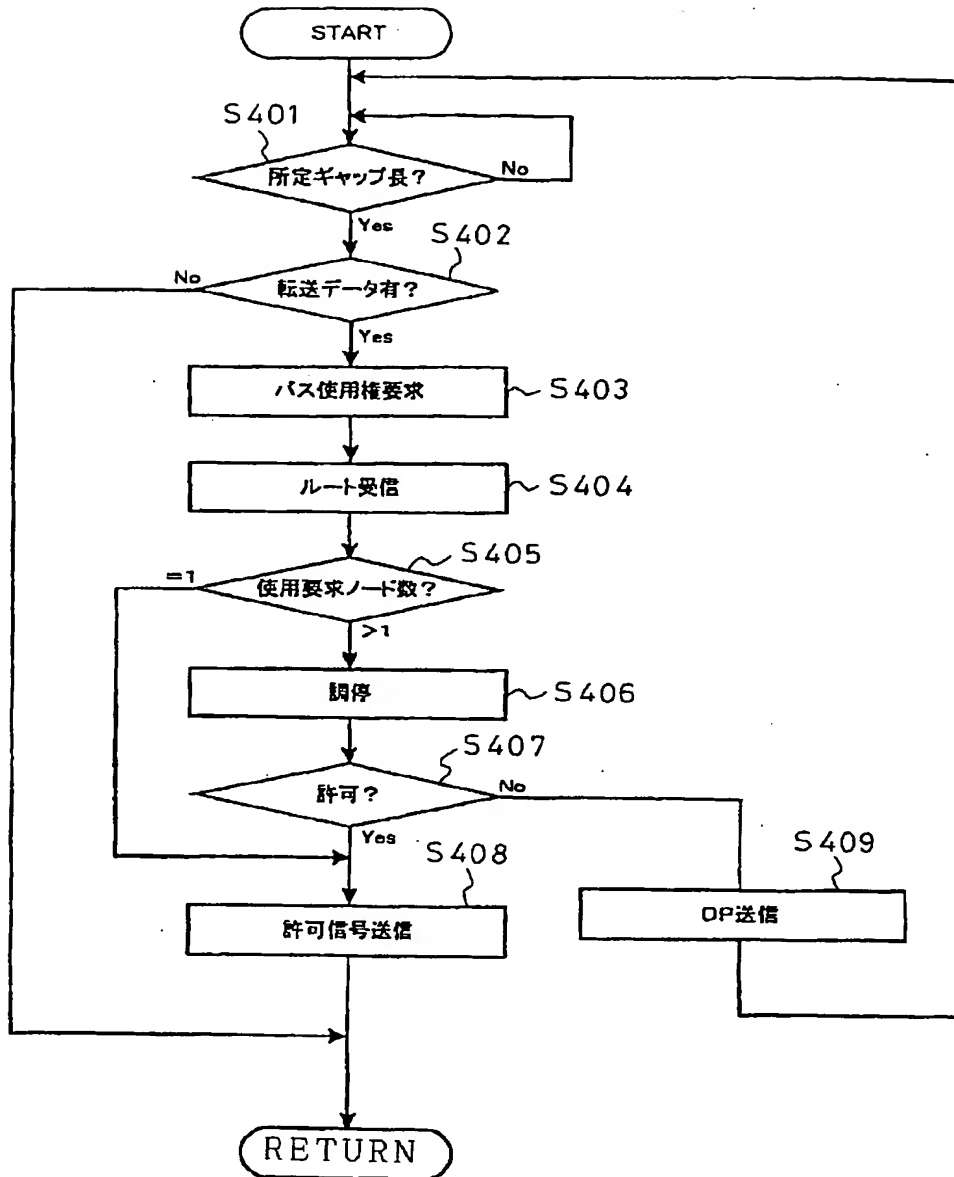 START
S401
所定ギャップ長?
No
Yes
S402
No
転送データ有?
Yes
バス使用権要求
S403
ルート受信
S404
S405
=1
使用要求ノード数?
>1
調停
S406
S407
許可?
No
Yes
S408
S409
許可信号送信
DP送信
RETURN